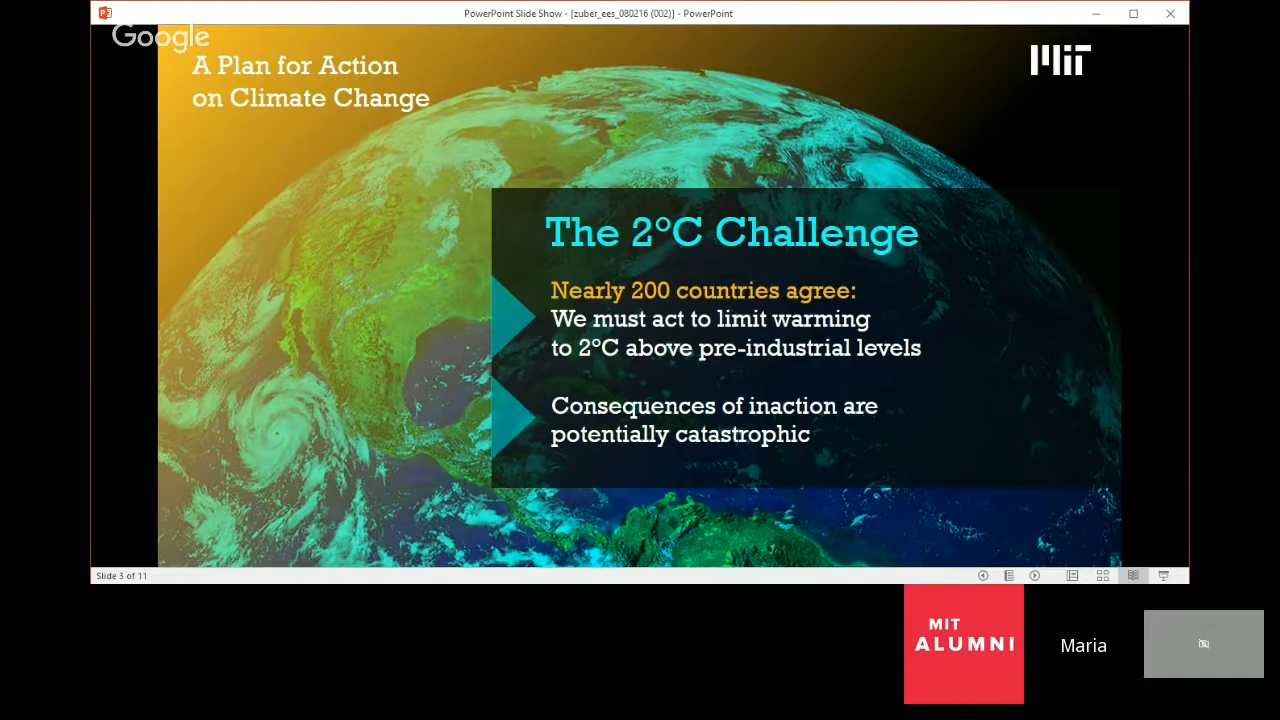 PowerPoint Slide Show - [zuber_ees_080216 (002)] - PowerPoint
Google
A Plan for Action
on Climate Change
MIT
The 2°C Challenge
Nearly 200 countries agree:
We must act to limit warming
to 2°C above pre-industrial levels
Consequences of inaction are
potentially catastrophic
Slide 3 of 11
MIT
ALUMNI
Maria